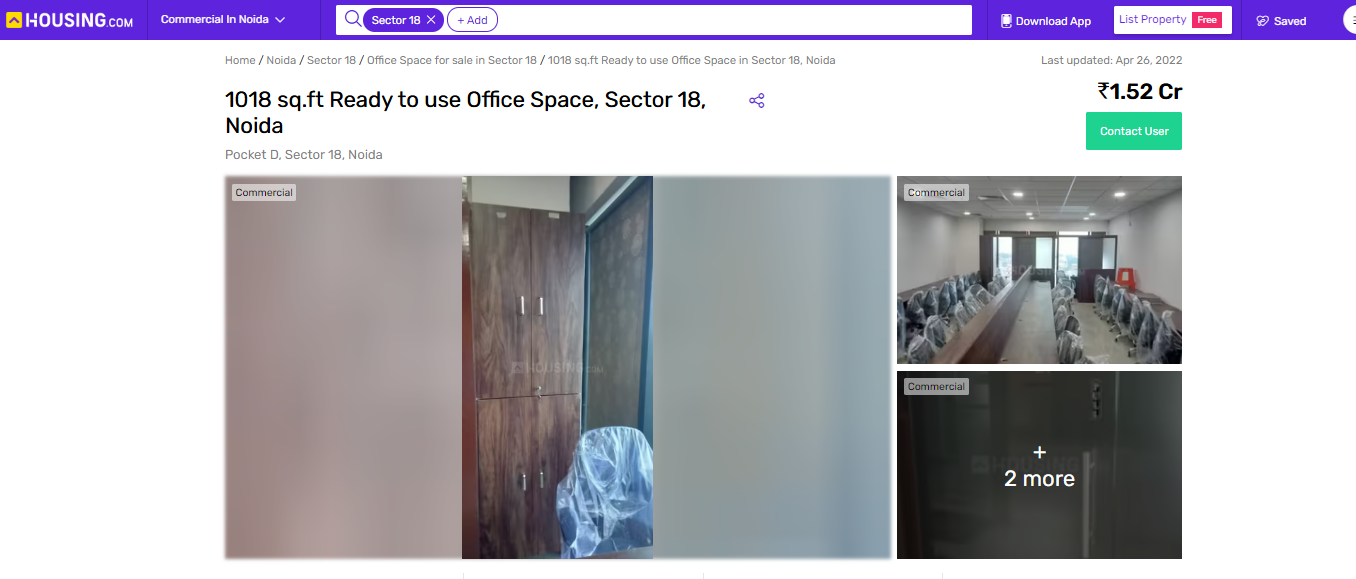 HOUSING.COM
Commercial In Noida
Sector 18
+ Add
Download App
List Property Free
Saved
Home / Noida / Sector 18 / Office Space for sale in Sector 18 / 1018 sq.ft Ready to use Office Space in Sector 18, Noida
Last updated: Apr 26, 2022
1018 sq.ft Ready to use Office Space, Sector 18,
Noida
₹1.52 Cr
Contact User
Pocket D, Sector 18, Noida
Commercial
Commercial
HOUSING.COM
Commercial
+
2 more
HOUSING